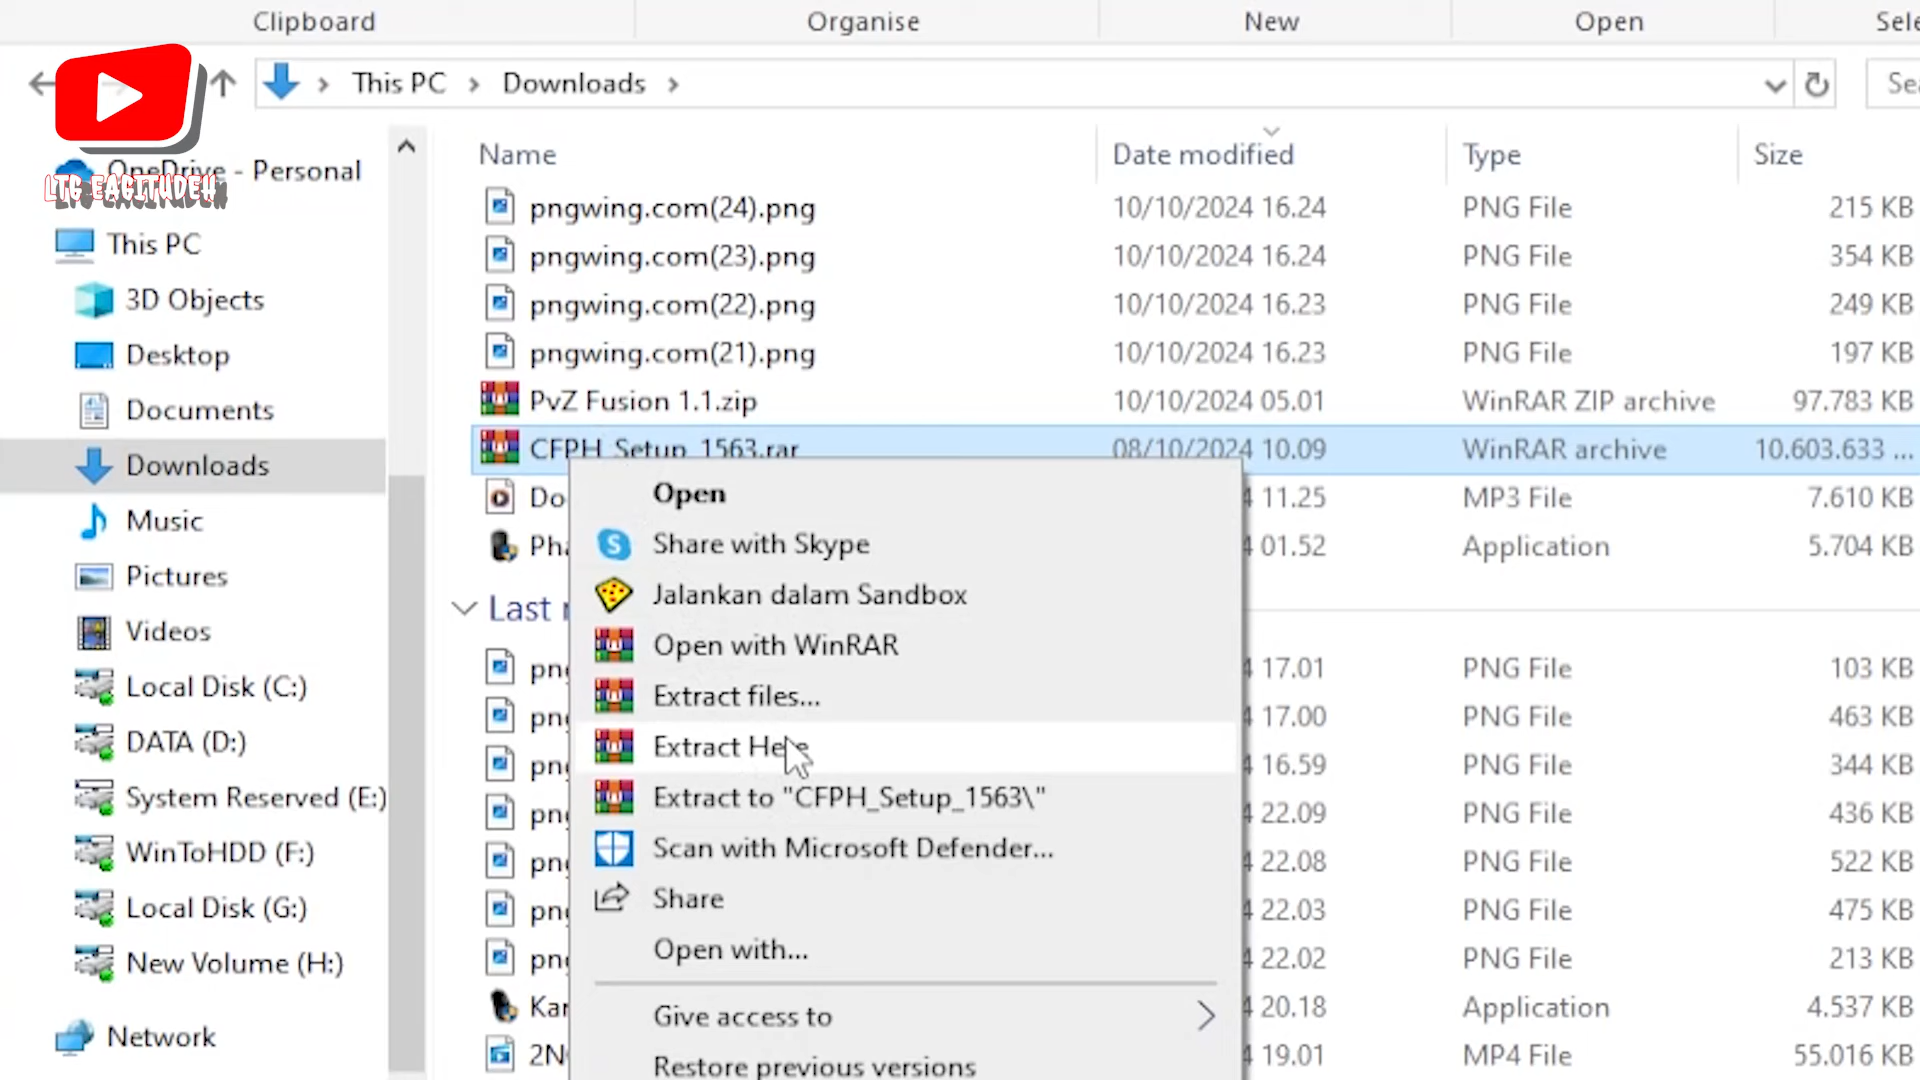 Clipboard
Organise
New
Open
This PC
Downloads
OneDrive - Personal
LTG EAGITUDEH
This PC
3D Objects
Desktop
Documents
Downloads
Music
Pictures
Videos
Local Disk (C:)
DATA (D:)
System Reserved (E:)
WinToHDD (F:)
Local Disk (G:)
New Volume (H:)
Network
Name Date modified Type Size
pngwing.com(24).png 10/10/2024 16.24 PNG File 215 KB
pngwing.com(23).png 10/10/2024 16.24 PNG File 354 KB
pngwing.com(22).png 10/10/2024 16.23 PNG File 249 KB
pngwing.com(21).png 10/10/2024 16.23 PNG File 197 KB
PvZ Fusion 1.1.zip 10/10/2024 05.01 WinRAR ZIP archive 97.783 KB
CFPH_Setup_1563.rar 08/10/2024 10.09 WinRAR archive 10.603.633 ...
11.25 MP3 File 7.610 KB
01.52 Application 5.704 KB
Last
17.01 PNG File 103 KB
17.00 PNG File 463 KB
16.59 PNG File 344 KB
22.09 PNG File 436 KB
22.08 PNG File 522 KB
22.03 PNG File 475 KB
22.02 PNG File 213 KB
20.18 Application 4.537 KB
19.01 MP4 File 55.016 KB
Open
Share with Skype
Jalankan dalam Sandbox
Open with WinRAR
Extract files...
Extract Here
Extract to "CFPH_Setup_1563\"
Scan with Microsoft Defender...
Share
Open with...
Give access to
Restore previous versions